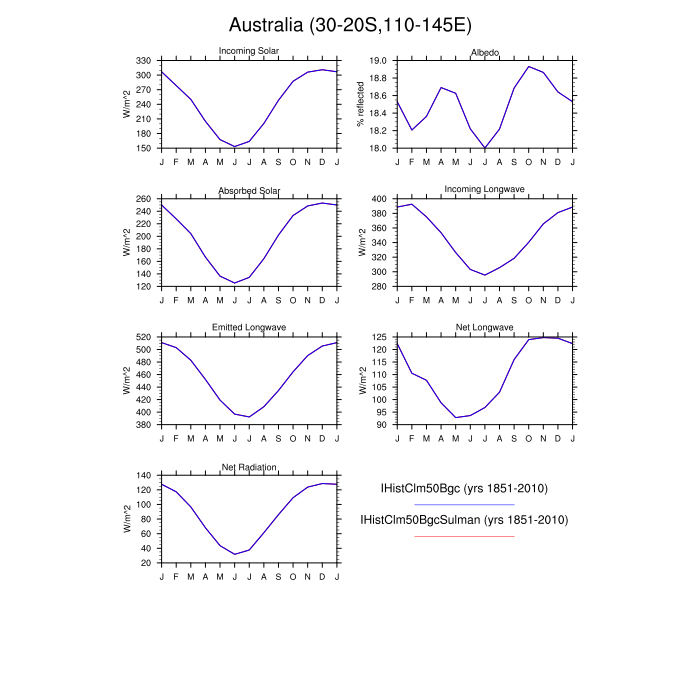 Australia (30-20S,110-145E)
Incoming Solar
W/m^2
330
300
270
240
210
180
150
J F M A M J J A S O N D J
Albedo
% reflected
19.0
18.8
18.6
18.4
18.2
18.0
J F M A M J J A S O N D J
Absorbed Solar
W/m^2
260
240
220
200
180
160
140
120
J F M A M J J A S O N D J
Incoming Longwave
W/m^2
400
380
360
340
320
300
280
J F M A M J J A S O N D J
Emitted Longwave
W/m^2
520
500
480
460
440
420
400
380
J F M A M J J A S O N D J
Net Longwave
W/m^2
125
120
115
110
105
100
95
90
J F M A M J J A S O N D J
Net Radiation
W/m^2
140
120
100
80
60
40
20
J F M A M J J A S O N D J
IHistClm50Bgc (yrs 1851-2010)
IHistClm50BgcSulman (yrs 1851-2010)